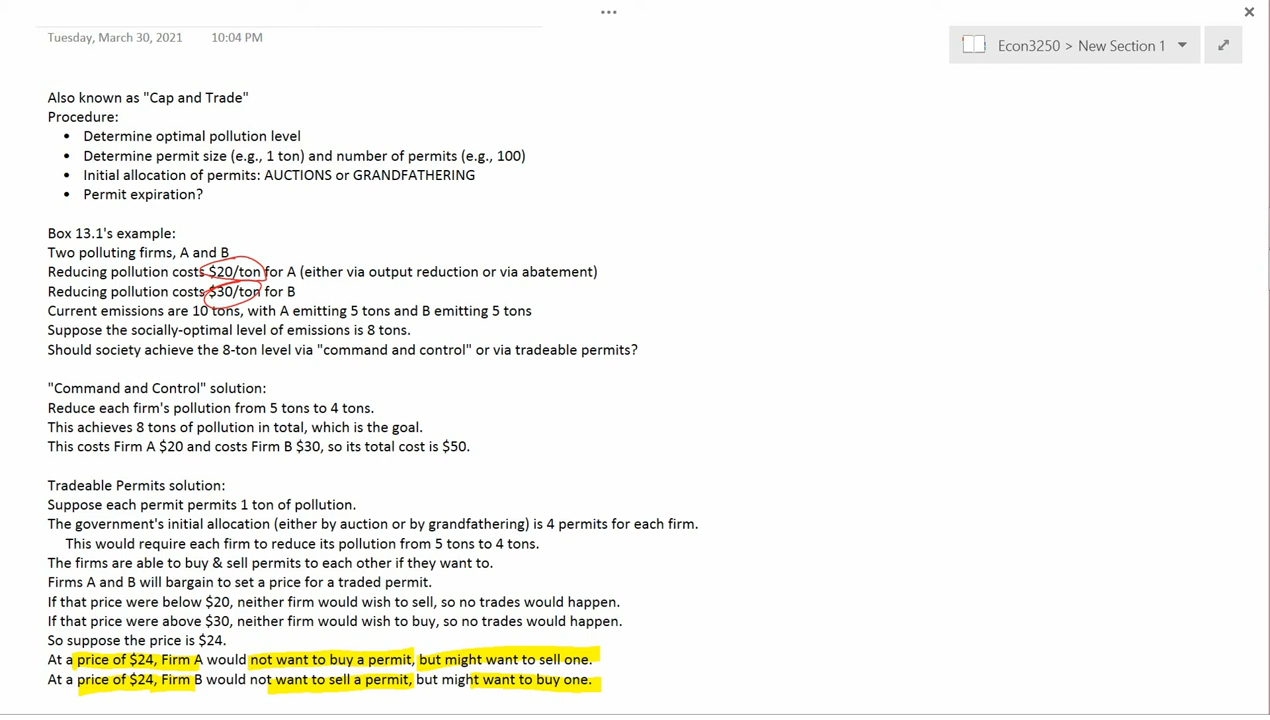 Tuesday, March 30, 2021 10:04 PM
Econ3250 > New Section 1
Also known as "Cap and Trade"
Procedure:
• Determine optimal pollution level
• Determine permit size (e.g., 1 ton) and number of permits (e.g., 100)
• Initial allocation of permits: AUCTIONS or GRANDFATHERING
• Permit expiration?
Box 13.1's example:
Two polluting firms, A and B
Reducing pollution costs $20/ton for A (either via output reduction or via abatement)
Reducing pollution costs $30/ton for B
Current emissions are 10 tons, with A emitting 5 tons and B emitting 5 tons
Suppose the socially-optimal level of emissions is 8 tons.
Should society achieve the 8-ton level via "command and control" or via tradeable permits?
"Command and Control" solution:
Reduce each firm's pollution from 5 tons to 4 tons.
This achieves 8 tons of pollution in total, which is the goal.
This costs Firm A $20 and costs Firm B $30, so its total cost is $50.
Tradeable Permits solution:
Suppose each permit permits 1 ton of pollution.
The government's initial allocation (either by auction or by grandfathering) is 4 permits for each firm.
This would require each firm to reduce its pollution from 5 tons to 4 tons.
The firms are able to buy & sell permits to each other if they want to.
Firms A and B will bargain to set a price for a traded permit.
If that price were below $20, neither firm would wish to sell, so no trades would happen.
If that price were above $30, neither firm would wish to buy, so no trades would happen.
So suppose the price is $24.
At a price of $24, Firm A would not want to buy a permit, but might want to sell one.
At a price of $24, Firm B would not want to sell a permit, but might want to buy one.